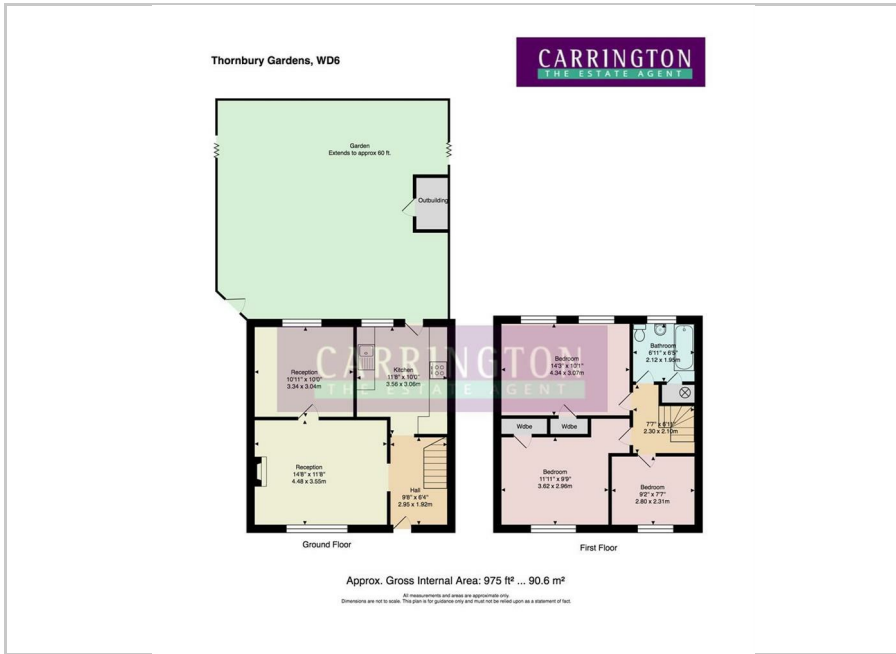 Thornbury Gardens, WD6
CARRINGTON
THE ESTATE AGENT
Garden
Extends to approx 60 ft.
Outbuilding
Reception
10'11" x 10'0"
3.34 x 3.04m
Kitchen
11'8" x 10'0"
3.56 x 3.06m
Reception
14'8" x 11'8"
4.48 x 3.55m
Hall
9'8" x 6'4"
2.95 x 1.92m
Ground Floor
Bedroom
14'3" x 10'1"
4.34 x 3.07m
Bathroom
6'11" x 6'5"
2.12 x 1.95m
Wdbe
Wdbe
7'7" x 6'11"
2.30 x 2.10m
Bedroom
11'11" x 9'9"
3.62 x 2.96m
Bedroom
9'2" x 7'7"
2.80 x 2.31m
First Floor
CARRINGTON
THE ESTATE AGENT
Approx. Gross Internal Area: 975 ft² ... 90.6 m²
All measurements and areas are approximate only.
Dimensions are not to scale. This plan is for guidance only and must not be relied upon as a statement of fact.